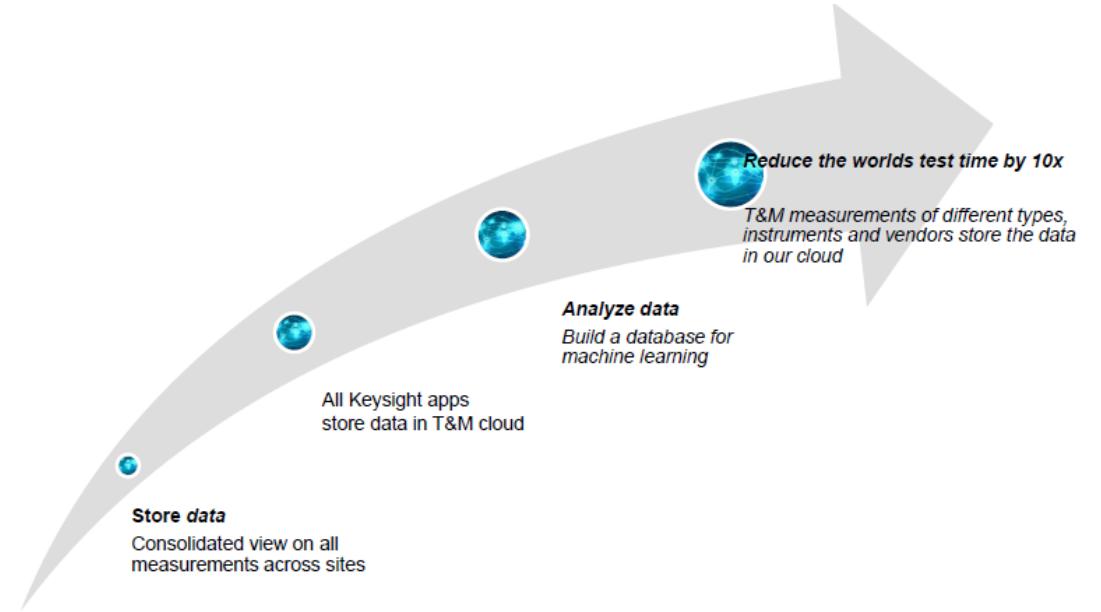 Reduce the worlds test time by 10x
T&M measurements of different types,
instruments and vendors store the data
in our cloud
Analyze data
Build a database for
machine learning
All Keysight apps
store data in T&M cloud
Store data
Consolidated view on all
measurements across sites